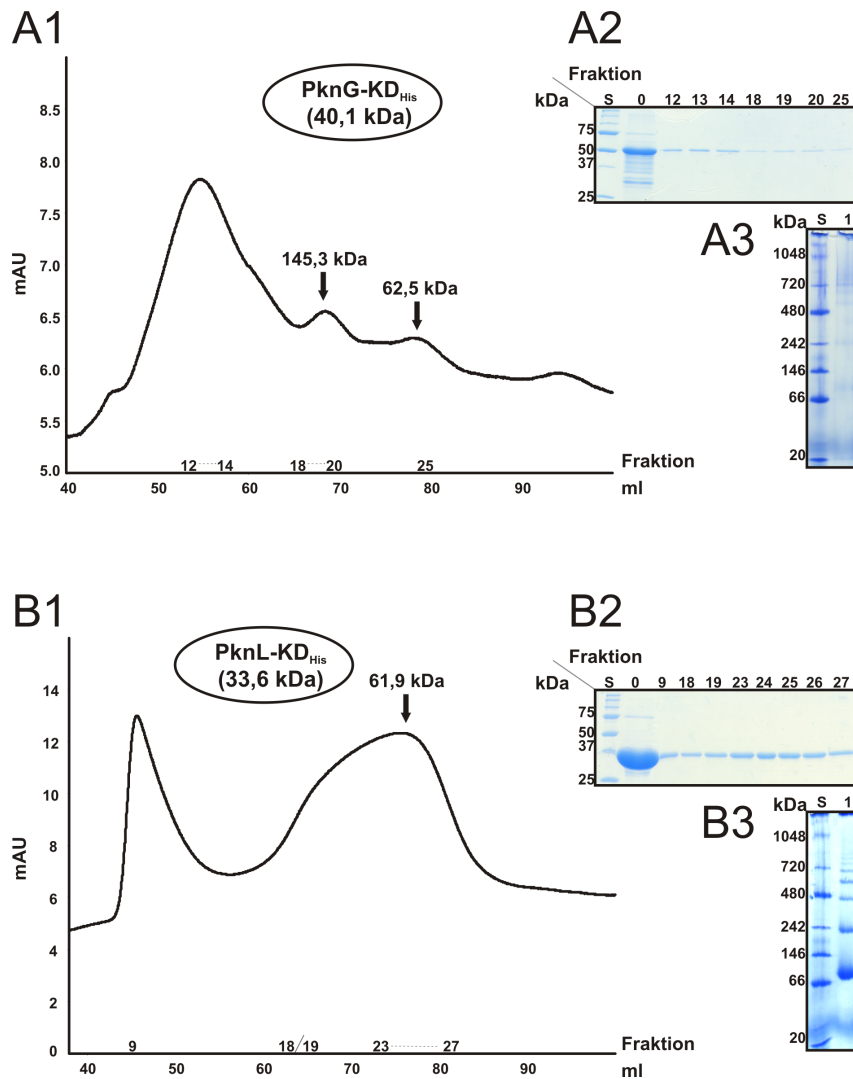 A1
PknG-KDHis
(40,1 kDa)
8.5
8.0
7.5
7.0
6.5
6.0
5.5
5.0
mAU
145,3 kDa
62,5 kDa
12 14 18 20 25 Fraktion
40 50 60 70 80 90 ml
A2
Fraktion
kDa S 0 12 13 14 18 19 20 25
75
50
37
25
A3
kDa S 1
1048
720
480
242
146
66
20
B1
PknL-KDHis
(33,6 kDa)
61,9 kDa
14
12
10
8
6
4
2
0
mAU
9 18/19 23 27 Fraktion
40 50 60 70 80 90 ml
B2
Fraktion
kDa S 0 9 18 19 23 24 25 26 27
75
50
37
25
B3
kDa S 1
1048
720
480
242
146
66
20